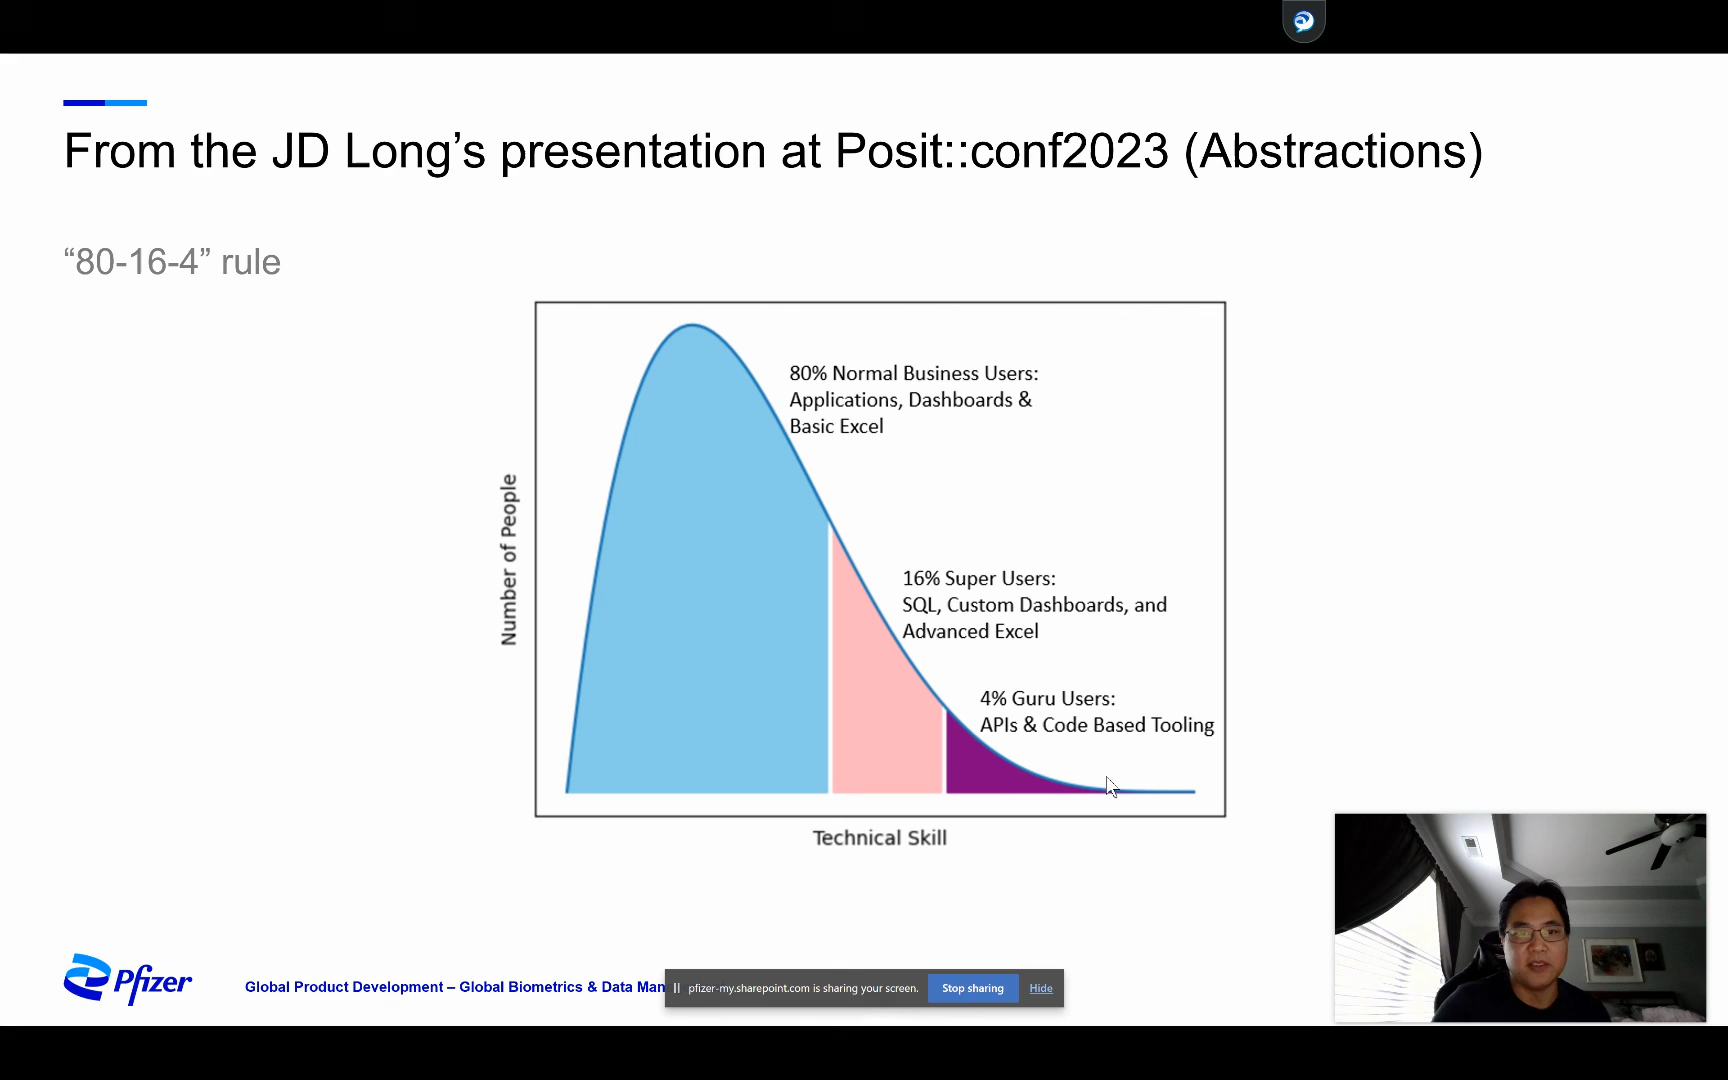 From the JD Long’s presentation at Posit::conf2023 (Abstractions)
“80-16-4” rule
80% Normal Business Users:
Applications, Dashboards &
Basic Excel
Number of People
16% Super Users:
SQL, Custom Dashboards, and
Advanced Excel
4% Guru Users:
APIs & Code Based Tooling
Technical Skill
Pfizer
Global Product Development – Global Biometrics & Data Man
pfizer-my.sharepoint.com is sharing your screen.
Stop sharing
Hide